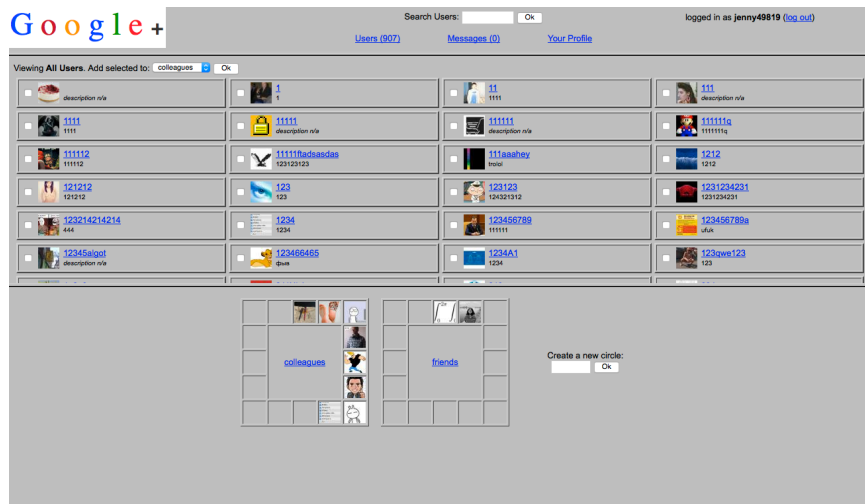 Google+
Search Users: Ok
logged in as jenny49819 (log out)
Users (907) Messages (0) Your Profile
Viewing All Users. Add selected to: colleagues Ok
description n/a
1
1
11
1111
111
description n/a
1111
1111
11111
description n/a
111111
description n/a
111111q
1111111q
111112
111112
11111ftadsasdas
123123123
111aaahey
trolol
1212
1212
121212
121212
123
123
123123
124321312
1231234231
1231234231
123214214214
444
1234
1234
123456789
111111
123456789a
ufuk
12345algot
description n/a
123466465
фыв
1234A1
1234
123qwe123
123
colleagues
friends
Create a new circle:
Ok